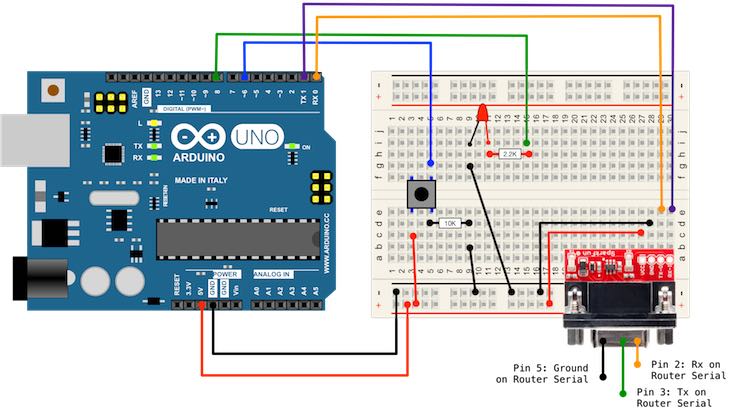 AREF
GND
13
12
~11
~10
~9
8
7
~6
~5
4
~3
2
TX 1
RX 0
DIGITAL (PWM~)
L
TX
RX
UNO
ON
ARDUINO
MADE IN ITALY
RESET
WWW.ARDUINO.CC
POWER
ANALOG IN
RESET
3.3V
5V
GND
GND
Vin
A0
A1
A2
A3
A4
A5
2.2K
10K
SparkFun
Pin 5: Ground
on Router Serial
Pin 2: Rx on
Router Serial
Pin 3: Tx on
Router Serial